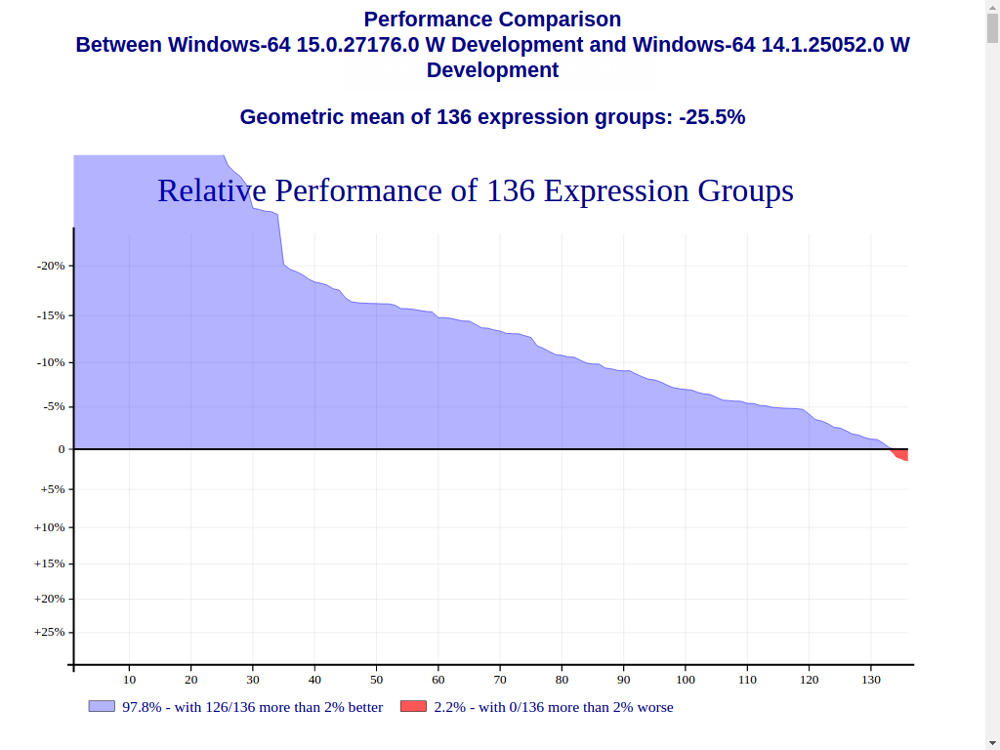 Performance Comparison
Between Windows-64 15.0.27176.0 W Development and Windows-64 14.1.25052.0 W
Development
Geometric mean of 136 expression groups: -25.5%
Relative Performance of 136 Expression Groups
-20%
-15%
-10%
-5%
0
+5%
+10%
+15%
+20%
+25%
10 20 30 40 50 60 70 80 90 100 110 120 130
97.8% - with 126/136 more than 2% better 2.2% - with 0/136 more than 2% worse